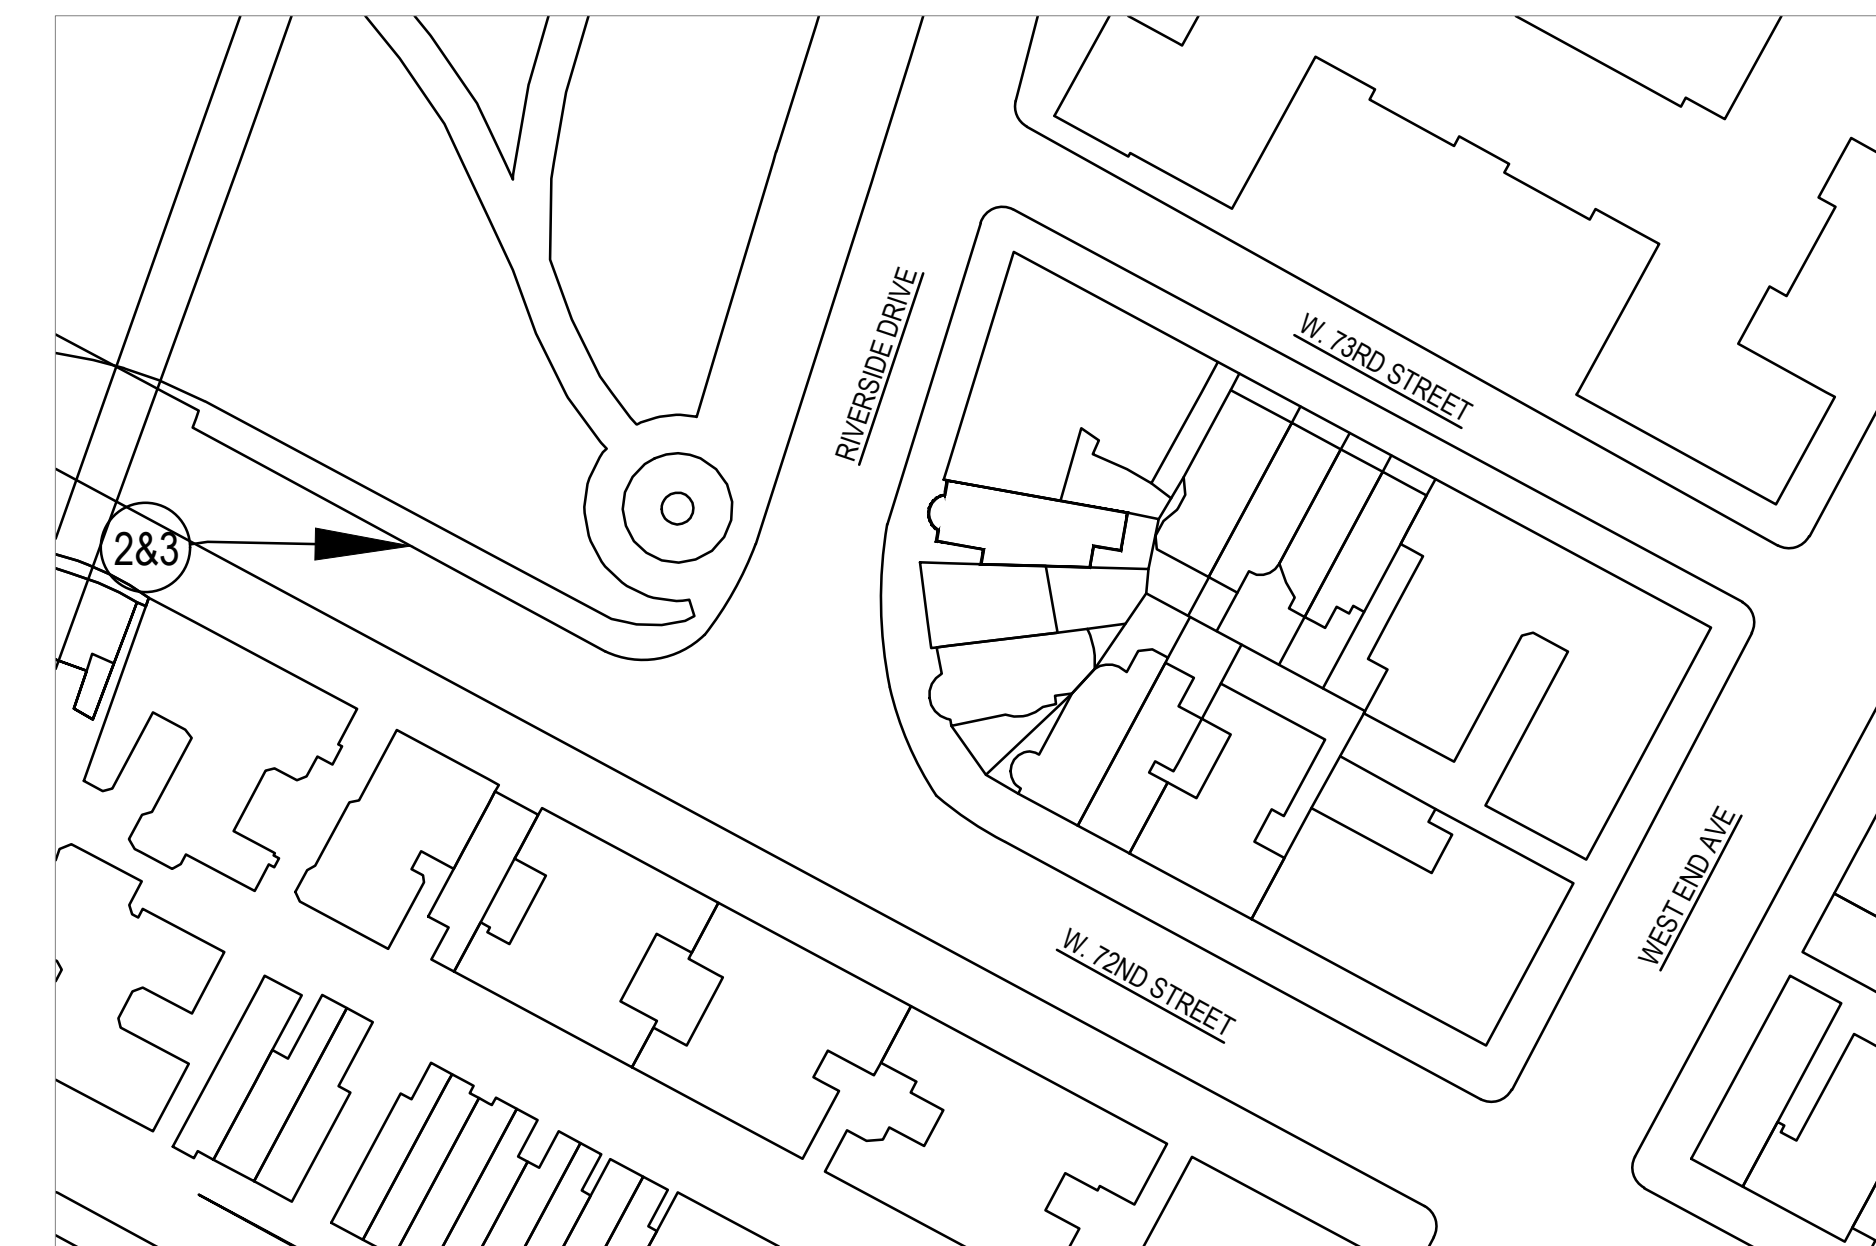 RIVERSIDE DRIVE
W. 73RD STREET
2&3
WEST END AVE
W. 72ND STREET